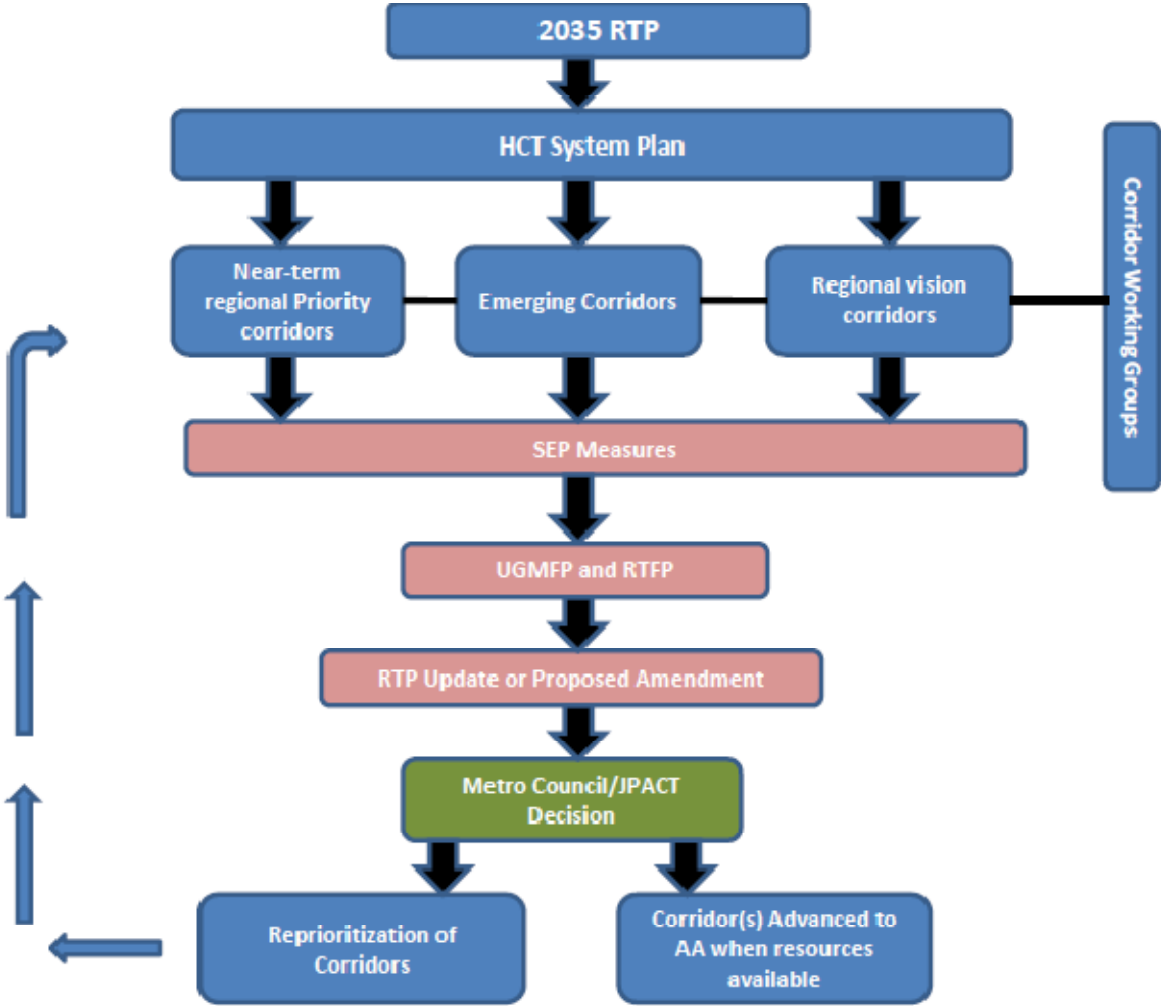 2035 RTP
HCT System Plan
Near-term
regional Priority
corridors
Emerging Corridors
Regional vision
corridors
Corridor Working Groups
SEP Measures
UGMFP and RTFP
RTP Update or Proposed Amendment
Metro Council/JPACT
Decision
Reprioritization of
Corridors
Corridor(s) Advanced to
AA when resources
available